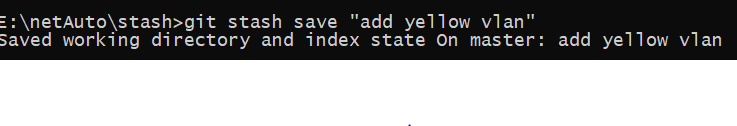 E:\netAuto\stash>git stash save "add yellow vlan"
Saved working directory and index state On master: add yellow vlan